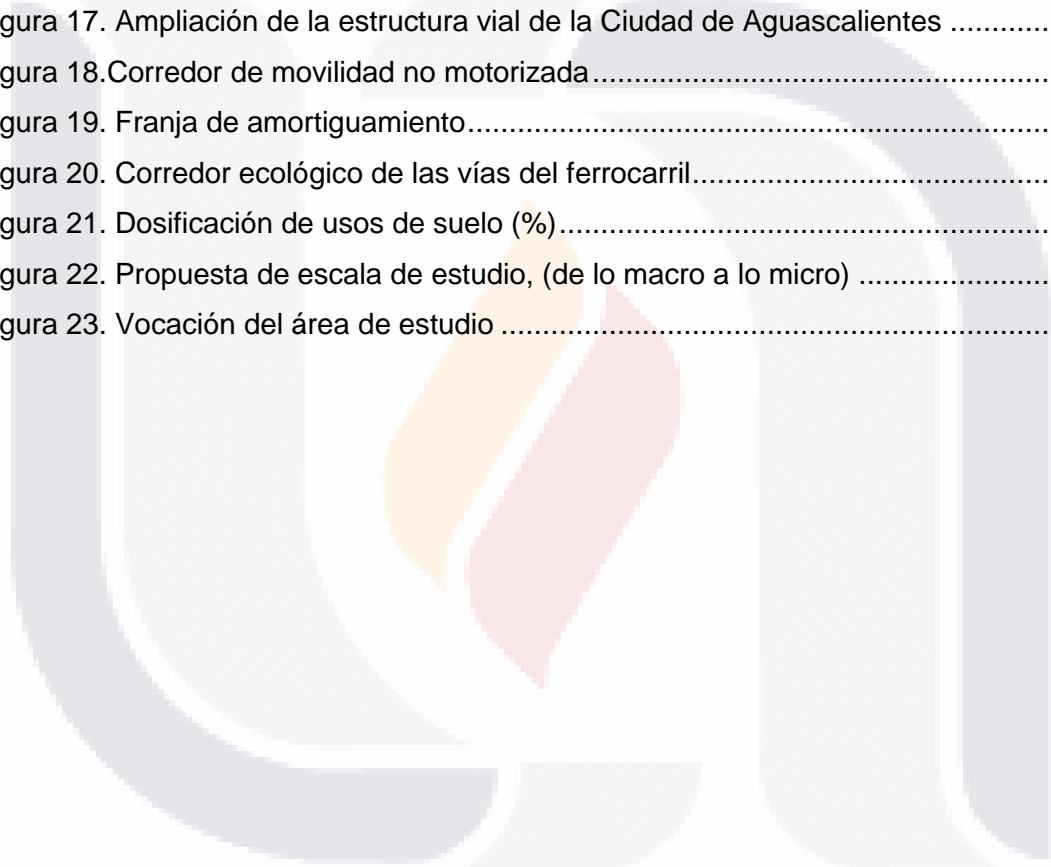 gura 17. Ampliación de la estructura vial de la Ciudad de Aguascalientes ............
gura 18.Corredor de movilidad no motorizada.......................................................
gura 19. Franja de amortiguamiento......................................................................
gura 20. Corredor ecológico de las vías del ferrocarril...........................................
gura 21. Dosificación de usos de suelo (%)...........................................................
gura 22. Propuesta de escala de estudio, (de lo macro a lo micro) .......................
gura 23. Vocación del área de estudio ..................................................................